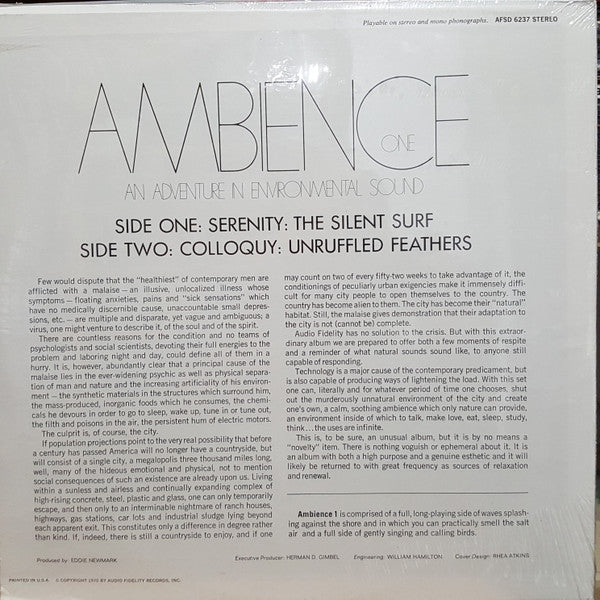 Playable on stereo and mono phonographs. AFSD 6237 STEREO
AMBIENCE
ONE
AN ADVENTURE IN ENVIRONMENTAL SOUND
SIDE ONE: SERENITY: THE SILENT SURF
SIDE TWO: COLLOQUY: UNRUFFLED FEATHERS
Few would dispute that the "healthiest" of contemporary men are
afflicted with a malaise — an illusive, unlocalized illness whose
symptoms — floating anxieties, pains and "sick sensations" which
have no medically discernible cause, unaccountable small depres-
sions, etc. — are multiple and disparate, yet vague and ambiguous; a
virus, one might venture to describe it, of the soul and of the spirit.
There are countless reasons for the condition and no teams of
psychologists and social scientists, devoting their full energies to the
problem and laboring night and day, could define all of them in a
hurry. It is, however, abundantly clear that a principal cause of the
malaise lies in the ever-widening psychic as well as physical separa-
tion of man and nature and the increasing artificiality of his environ-
ment — the synthetic materials in the structures which surround him,
the mass-produced, inorganic foods which he consumes, the chemi-
cals he devours in order to go to sleep, wake up, tune in or tune out,
the filth and poisons in the air, the persistent hum of electric motors.
The culprit is, of course, the city.
If population projections point to the very real possibility that before
a century has passed America will no longer have a countryside, but
will consist of a single city, a megalopolis three thousand miles long,
well, many of the hideous emotional and physical, not to mention
social consequences of such an existence are already upon us. Living
within a sunless and airless and continually expanding complex of
high-rising concrete, steel, plastic and glass, one can only temporarily
escape, and then only to an interminable nightmare of ranch houses,
highways, gas stations, car lots and industrial sludge lying beyond
each apparent exit. This constitutes only a difference in degree rather
than kind. If, indeed, there is still a countryside to enjoy, and if one
may count on two of every fifty-two weeks to take advantage of it, the
conditionings of peculiarly urban exigencies make it immensely diffi-
cult for many city people to open themselves to the country. The
country has become alien to them. The city has become their "natural"
habitat. Still, the malaise gives demonstration that their adaptation to
the city is not (cannot be) complete.
Audio Fidelity has no solution to the crisis. But with this extraor-
dinary album we are prepared to offer both a few moments of respite
and a reminder of what natural sounds sound like, to anyone still
capable of responding.
Technology is a major cause of the contemporary predicament, but
is also capable of producing ways of lightening the load. With this set
one can, literally and for whatever period of time one chooses, shut
out the murderously unnatural environment of the city and create
one's own, a calm, soothing ambience which only nature can provide,
an environment inside of which to talk, make love, eat, sleep, study,
think . . . the uses are infinite.
This is, to be sure, an unusual album, but it is by no means a
"novelty" item. There is nothing voguish or ephemeral about it. It is
an album with both a high purpose and a genuine esthetic and it will
likely be returned to with great frequency as sources of relaxation
and renewal.
Ambience 1 is comprised of a full, long-playing side of waves splash-
ing against the shore and in which you can practically smell the salt
air and a full side of gently singing and calling birds.
Produced by: EDDIE NEWMARK Executive Producer: HERMAN D. GIMBEL Engineering: WILLIAM HAMILTON Cover Design: RHEA ATKINS
PRINTED IN U.S.A. © COPYRIGHT 1970 BY AUDIO FIDELITY RECORDS, INC.